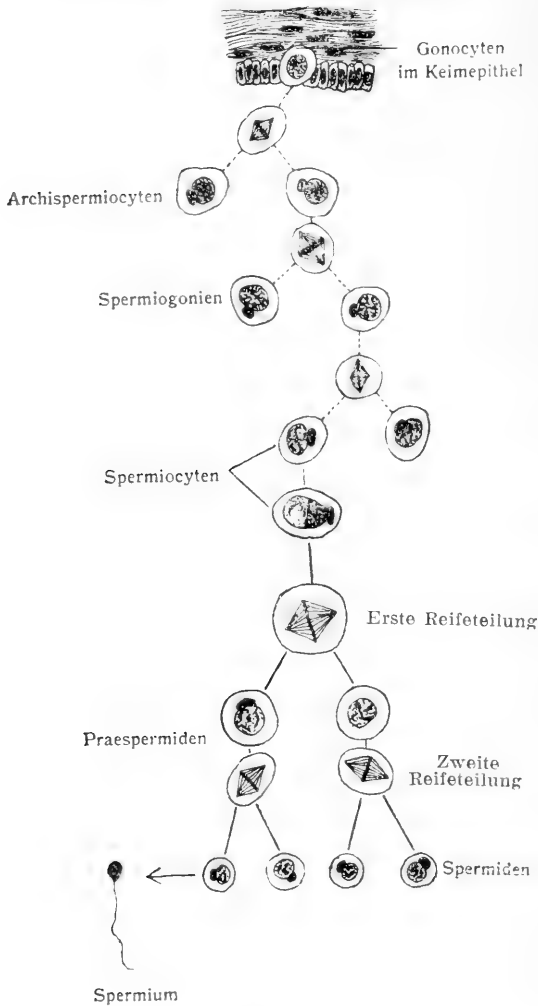 Gonocyten
im Keimepithel
Archispermiocyten
Spermiogonien
Spermiocyten
Erste Reifeteilung
Praespermiden
Zweite
Reifeteilung
Spermiden
Spermium